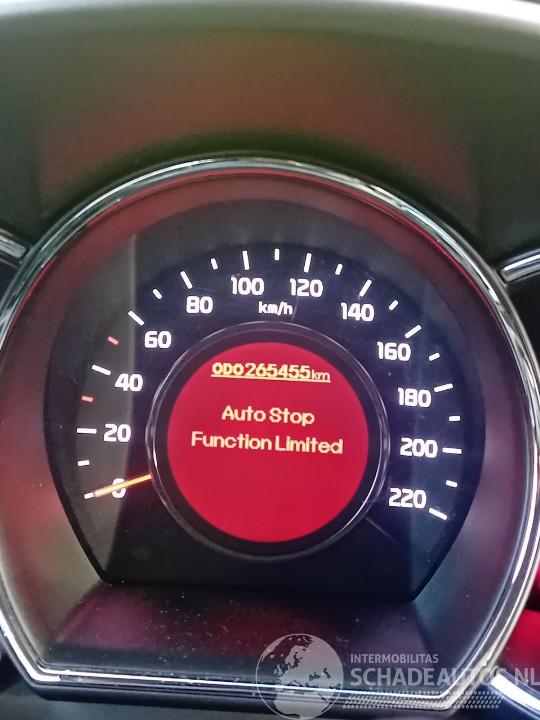 100 120
80 km/h 140
60 160
40 180
20 200
0 220
ODO265455km
Auto Stop
Function Limited
INTERMOBILITAS
SCHADEAUTOS.NL